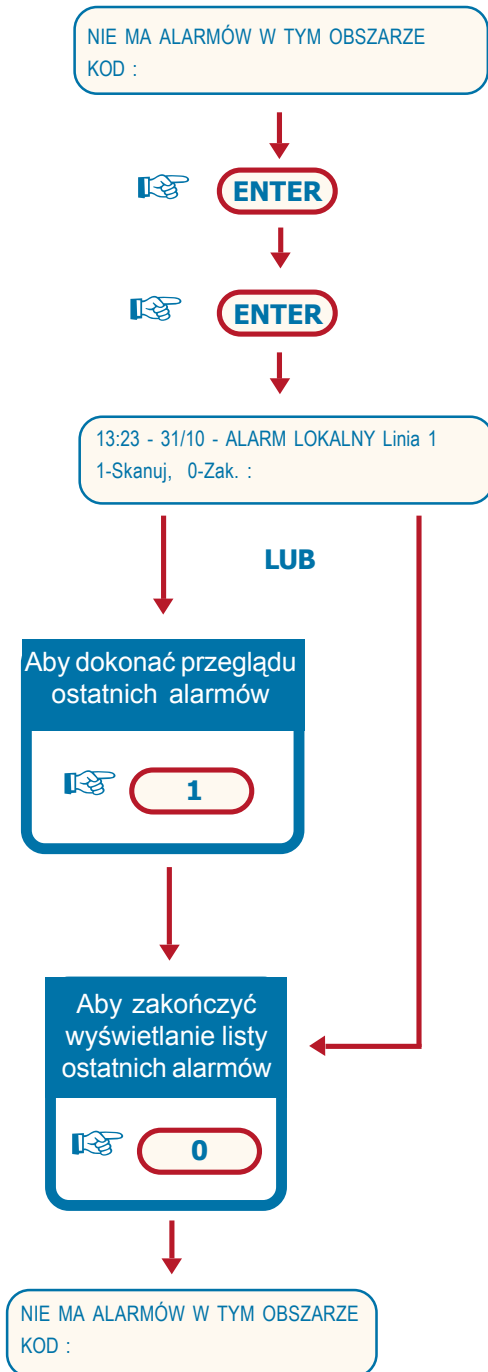 NIE MA ALARMÓW W TYM OBSZARZE
KOD :
ENTER
ENTER
13:23 - 31/10 - ALARM LOKALNY Linia 1
1-Skanuj, 0-Zak. :
LUB
Aby dokonać przeglądu
ostatnich alarmów
1
Aby zakończyć
wyświetlanie listy
ostatnich alarmów
0
NIE MA ALARMÓW W TYM OBSZARZE
KOD :